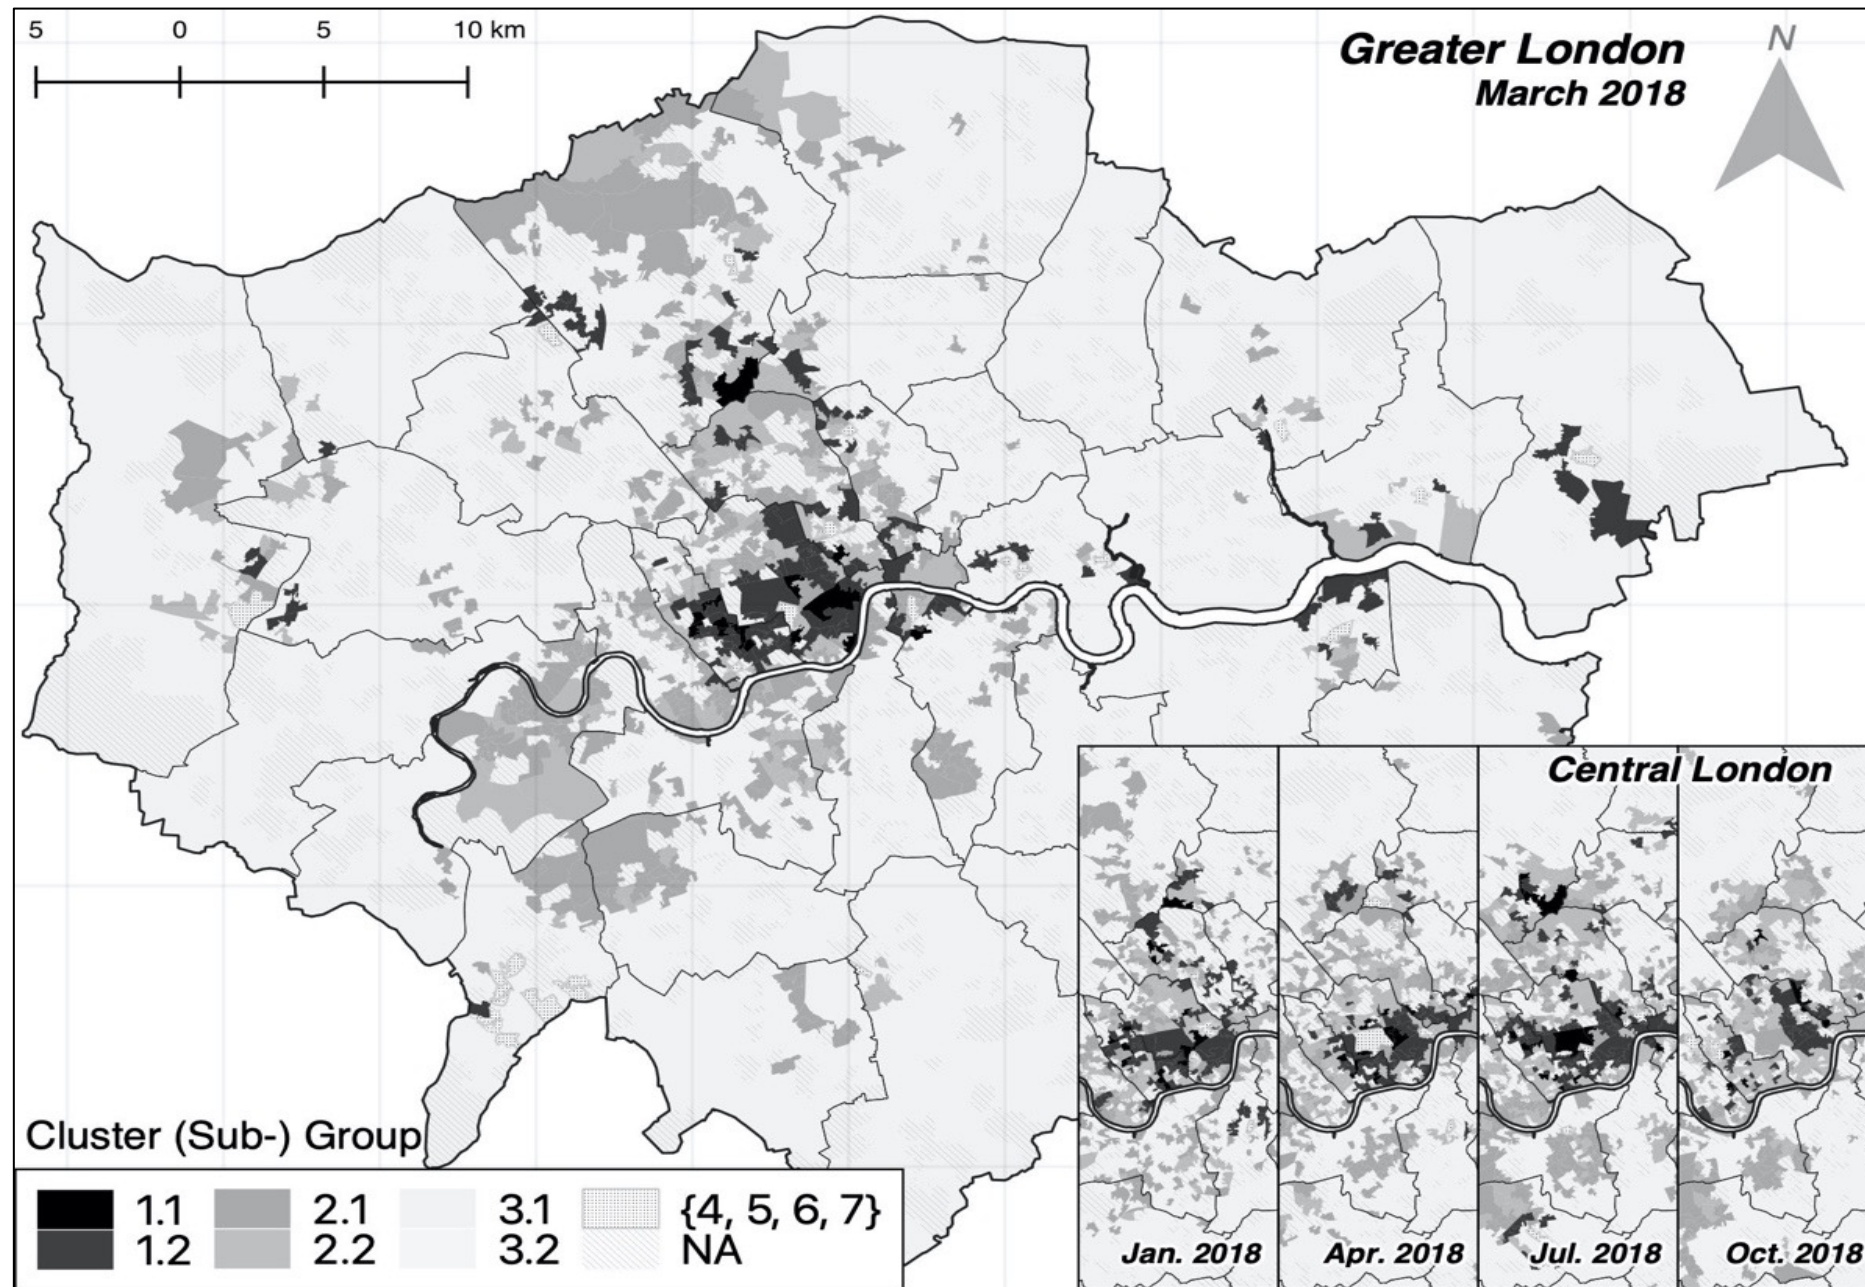 5 0 5 10 km
Greater London
March 2018
N
Central London
Jan. 2018
Apr. 2018
Jul. 2018
Oct. 2018
Cluster (Sub-) Group
1.1 2.1 3.1 {4, 5, 6, 7}
1.2 2.2 3.2 NA